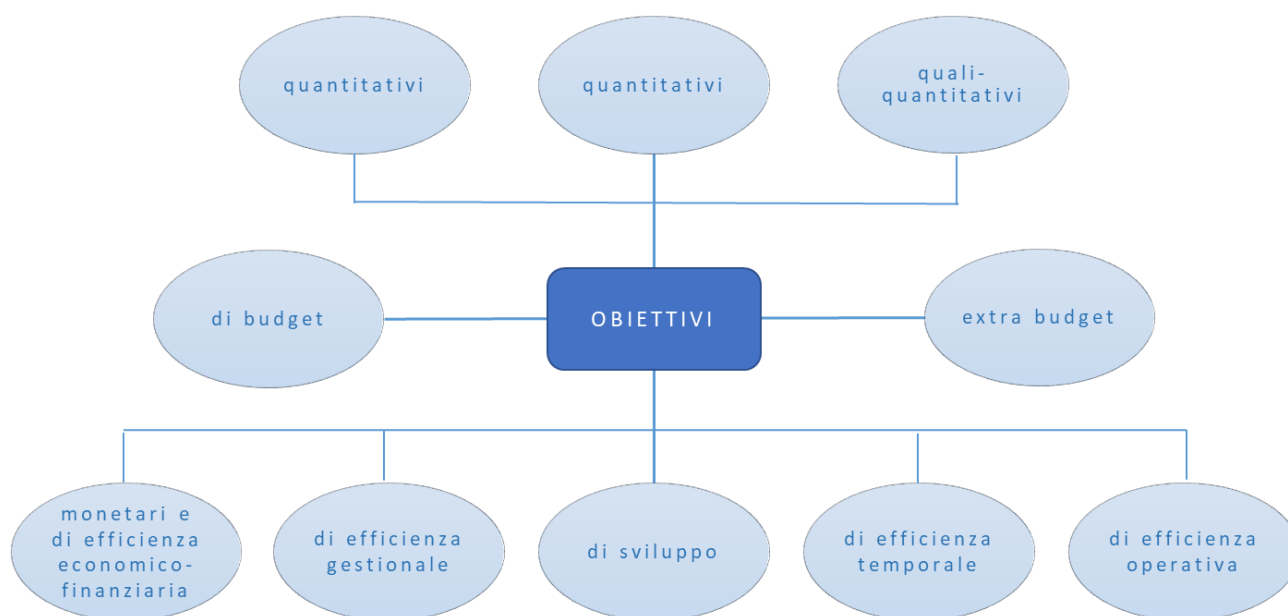 quantitativi
quantitativi
quali-
quantitativi
di budget
OBIETTIVI
extra budget
monetari e
di efficienza
economico-
finanziaria
di efficienza
gestionale
di sviluppo
di efficienza
temporale
di efficienza
operativa